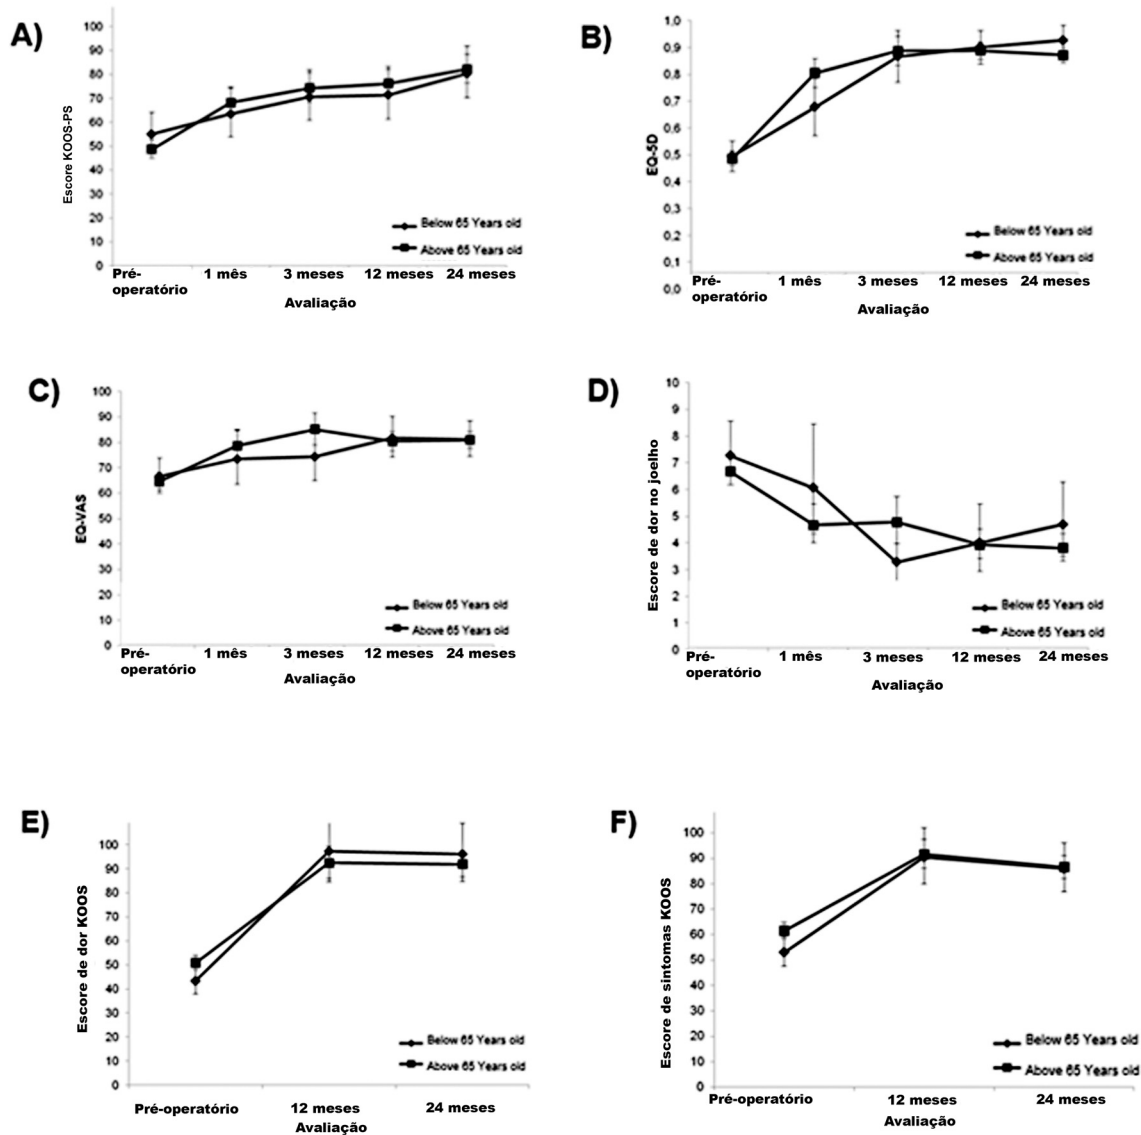 A)
Escore KOOS-PS
100
90
80
70
60
50
40
30
20
10
0
Below 65 Years old
Above 65 Years old
Pré-operatório
1 mês
3 meses
12 meses
24 meses
Avaliação
B)
EQ-5D
1,0
0,9
0,8
0,7
0,6
0,5
0,4
0,3
0,2
0,1
0,0
Below 65 Years old
Above 65 Years old
Pré-
operatório
1 mês
3 meses
12 meses
24 meses
Avaliação
C)
EQ-VAS
100
90
80
70
60
50
40
30
20
10
0
Below 65 Years old
Above 65 Years old
Pré-
operatório
1 mês
3 meses
12 meses
24 meses
Avaliação
D)
Escore de dor no joelho
10
9
8
7
6
5
4
3
2
1
0
Below 65 Years old
Above 65 Years old
Pré-
operatório
1 mês
3 meses
12 meses
24 meses
Avaliação
E)
Escore de dor KOOS
100
90
80
70
60
50
40
30
20
10
0
Below 65 Years old
Above 65 Years old
Pré-operatório
12 meses
24 meses
Avaliação
F)
Escore de sintomas KOOS
100
90
80
70
60
50
40
30
20
10
0
Below 65 Years old
Above 65 Years old
Pré-operatório
12 meses
24 meses
Avaliação